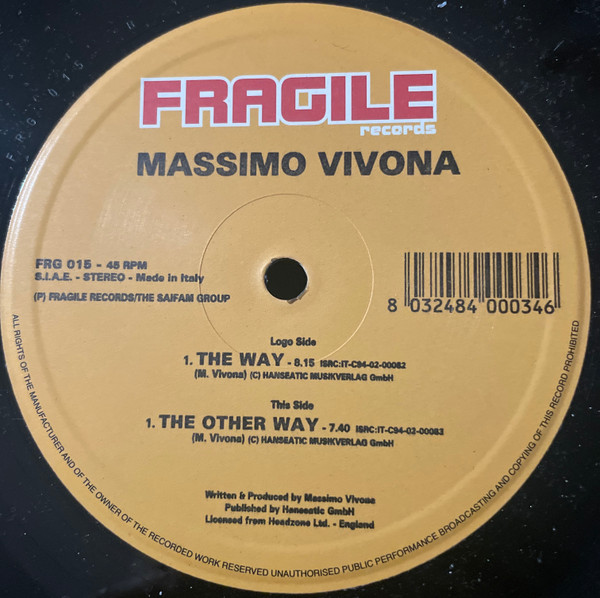 FRAGILE
records
MASSIMO VIVONA
FRG 015 - 45 RPM
S.I.A.E. - STEREO - Made in Italy
(P) FRAGILE RECORDS/THE SAIFAM GROUP
8 032484 000346
Logo Side
1. THE WAY - 8.15 ISRC:IT-C94-02-00082
(M. Vivona) (C) HANSEATIC MUSIKVERLAG GmbH
This Side
1. THE OTHER WAY - 7.40 ISRC:IT-C94-02-00083
(M. Vivona) (C) HANSEATIC MUSIKVERLAG GmbH
Written & Produced by Massimo Vivona
Published by Hanseatic GmbH
Licensed from Headzone Ltd. - England
ALL RIGHTS OF THE MANUFACTURER AND OF THE OWNER OF THE RECORDED WORK RESERVED UNAUTHORISED PUBLIC PERFORMANCE BROADCASTING AND COPYING OF THIS RECORD PROHIBITED